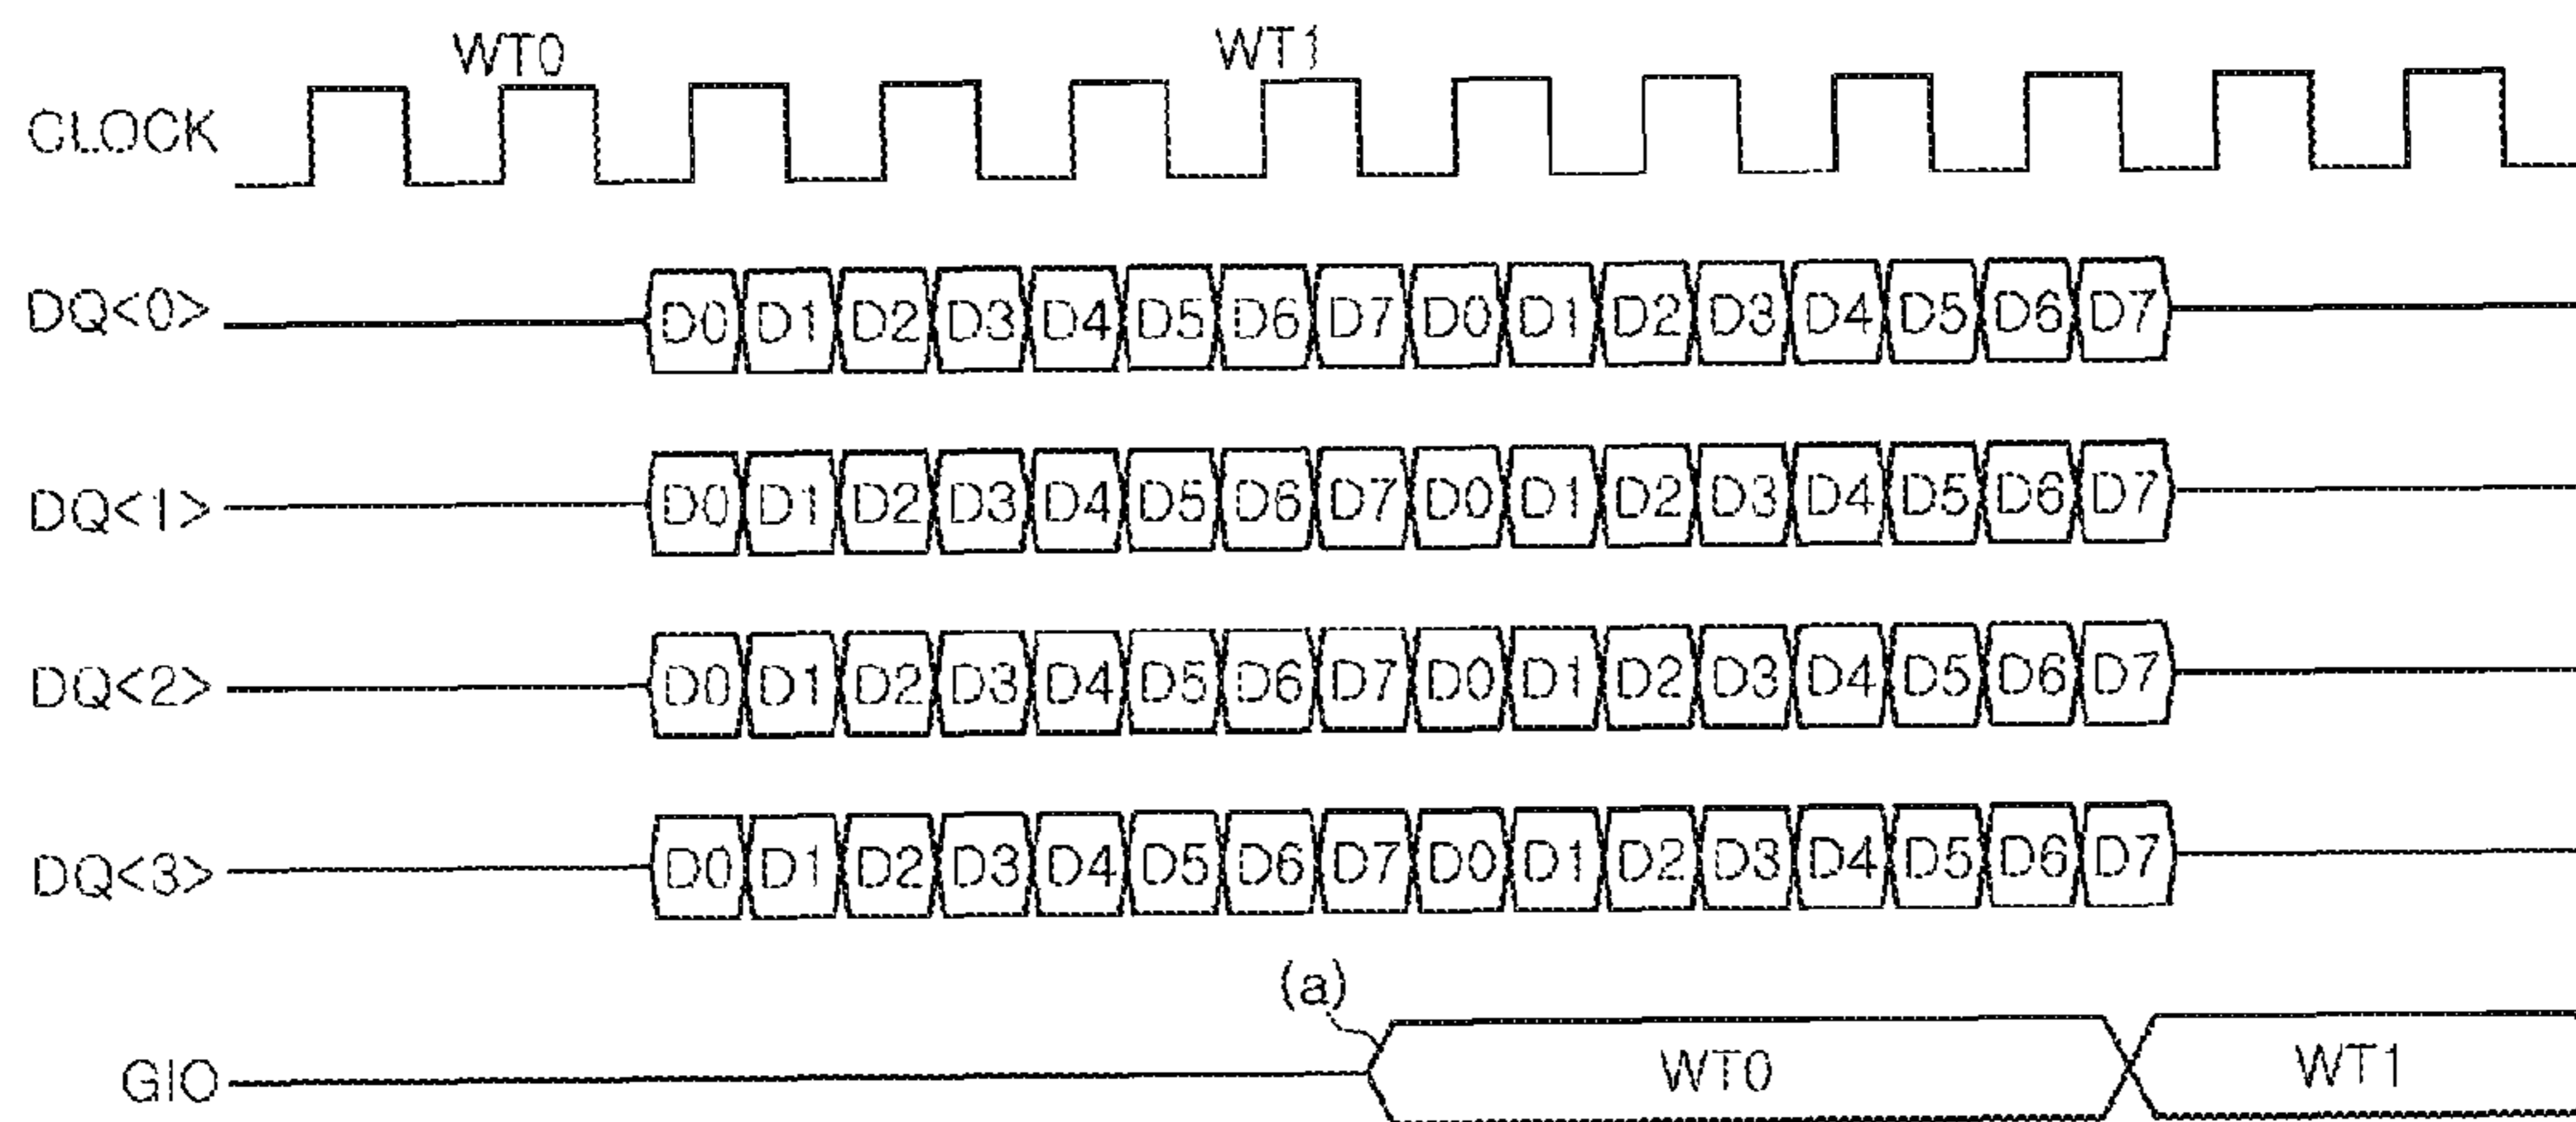 WT0 WT1
CLOCK
DQ<0> D0 D1 D2 D3 D4 D5 D6 D7 D0 D1 D2 D3 D4 D5 D6 D7
DQ<1> D0 D1 D2 D3 D4 D5 D6 D7 D0 D1 D2 D3 D4 D5 D6 D7
DQ<2> D0 D1 D2 D3 D4 D5 D6 D7 D0 D1 D2 D3 D4 D5 D6 D7
DQ<3> D0 D1 D2 D3 D4 D5 D6 D7 D0 D1 D2 D3 D4 D5 D6 D7
(a)
GIO WT0 WT1